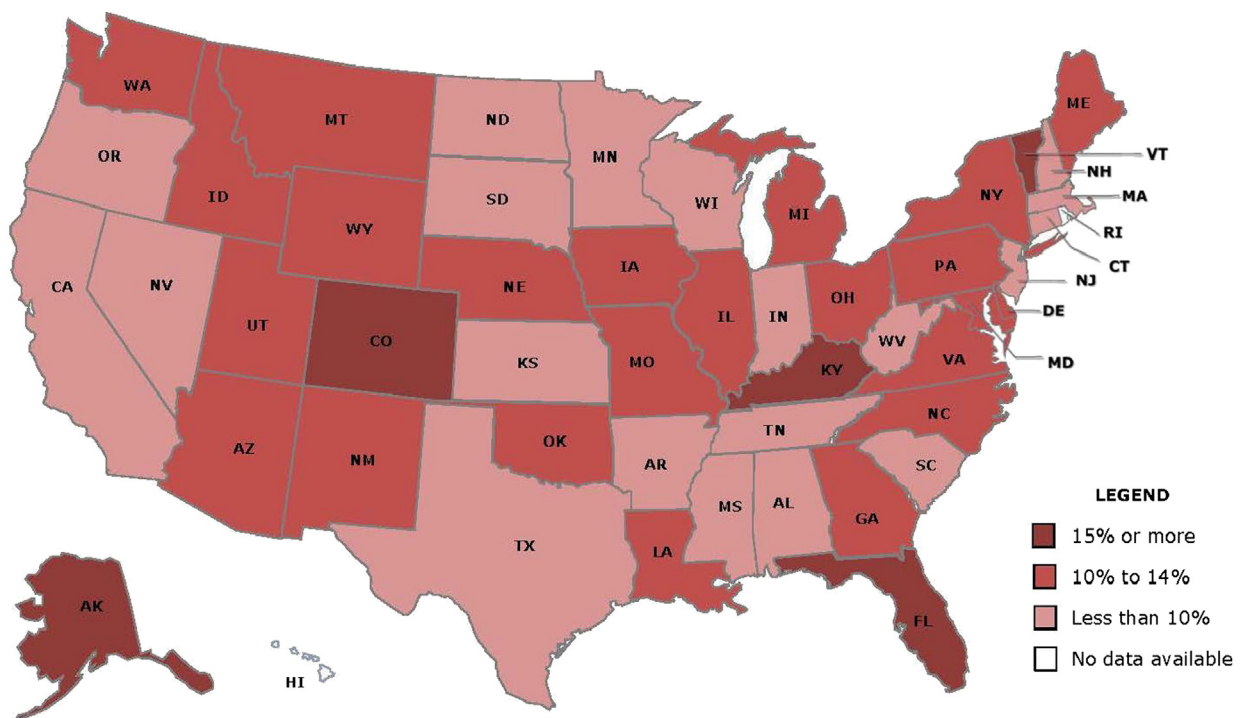 WA
MT
ND
MN
ME
OR
ID
SD
WI
VT
NH
WY
MI
NY
MA
RI
CT
IA
PA
NJ
CA
NV
NE
OH
DE
UT
CO
IL
IN
WV
MD
KS
MO
KY
VA
AZ
NM
OK
AR
TN
NC
SC
MS
AL
GA
TX
LA
FL
AK
HI
LEGEND
15% or more
10% to 14%
Less than 10%
No data available